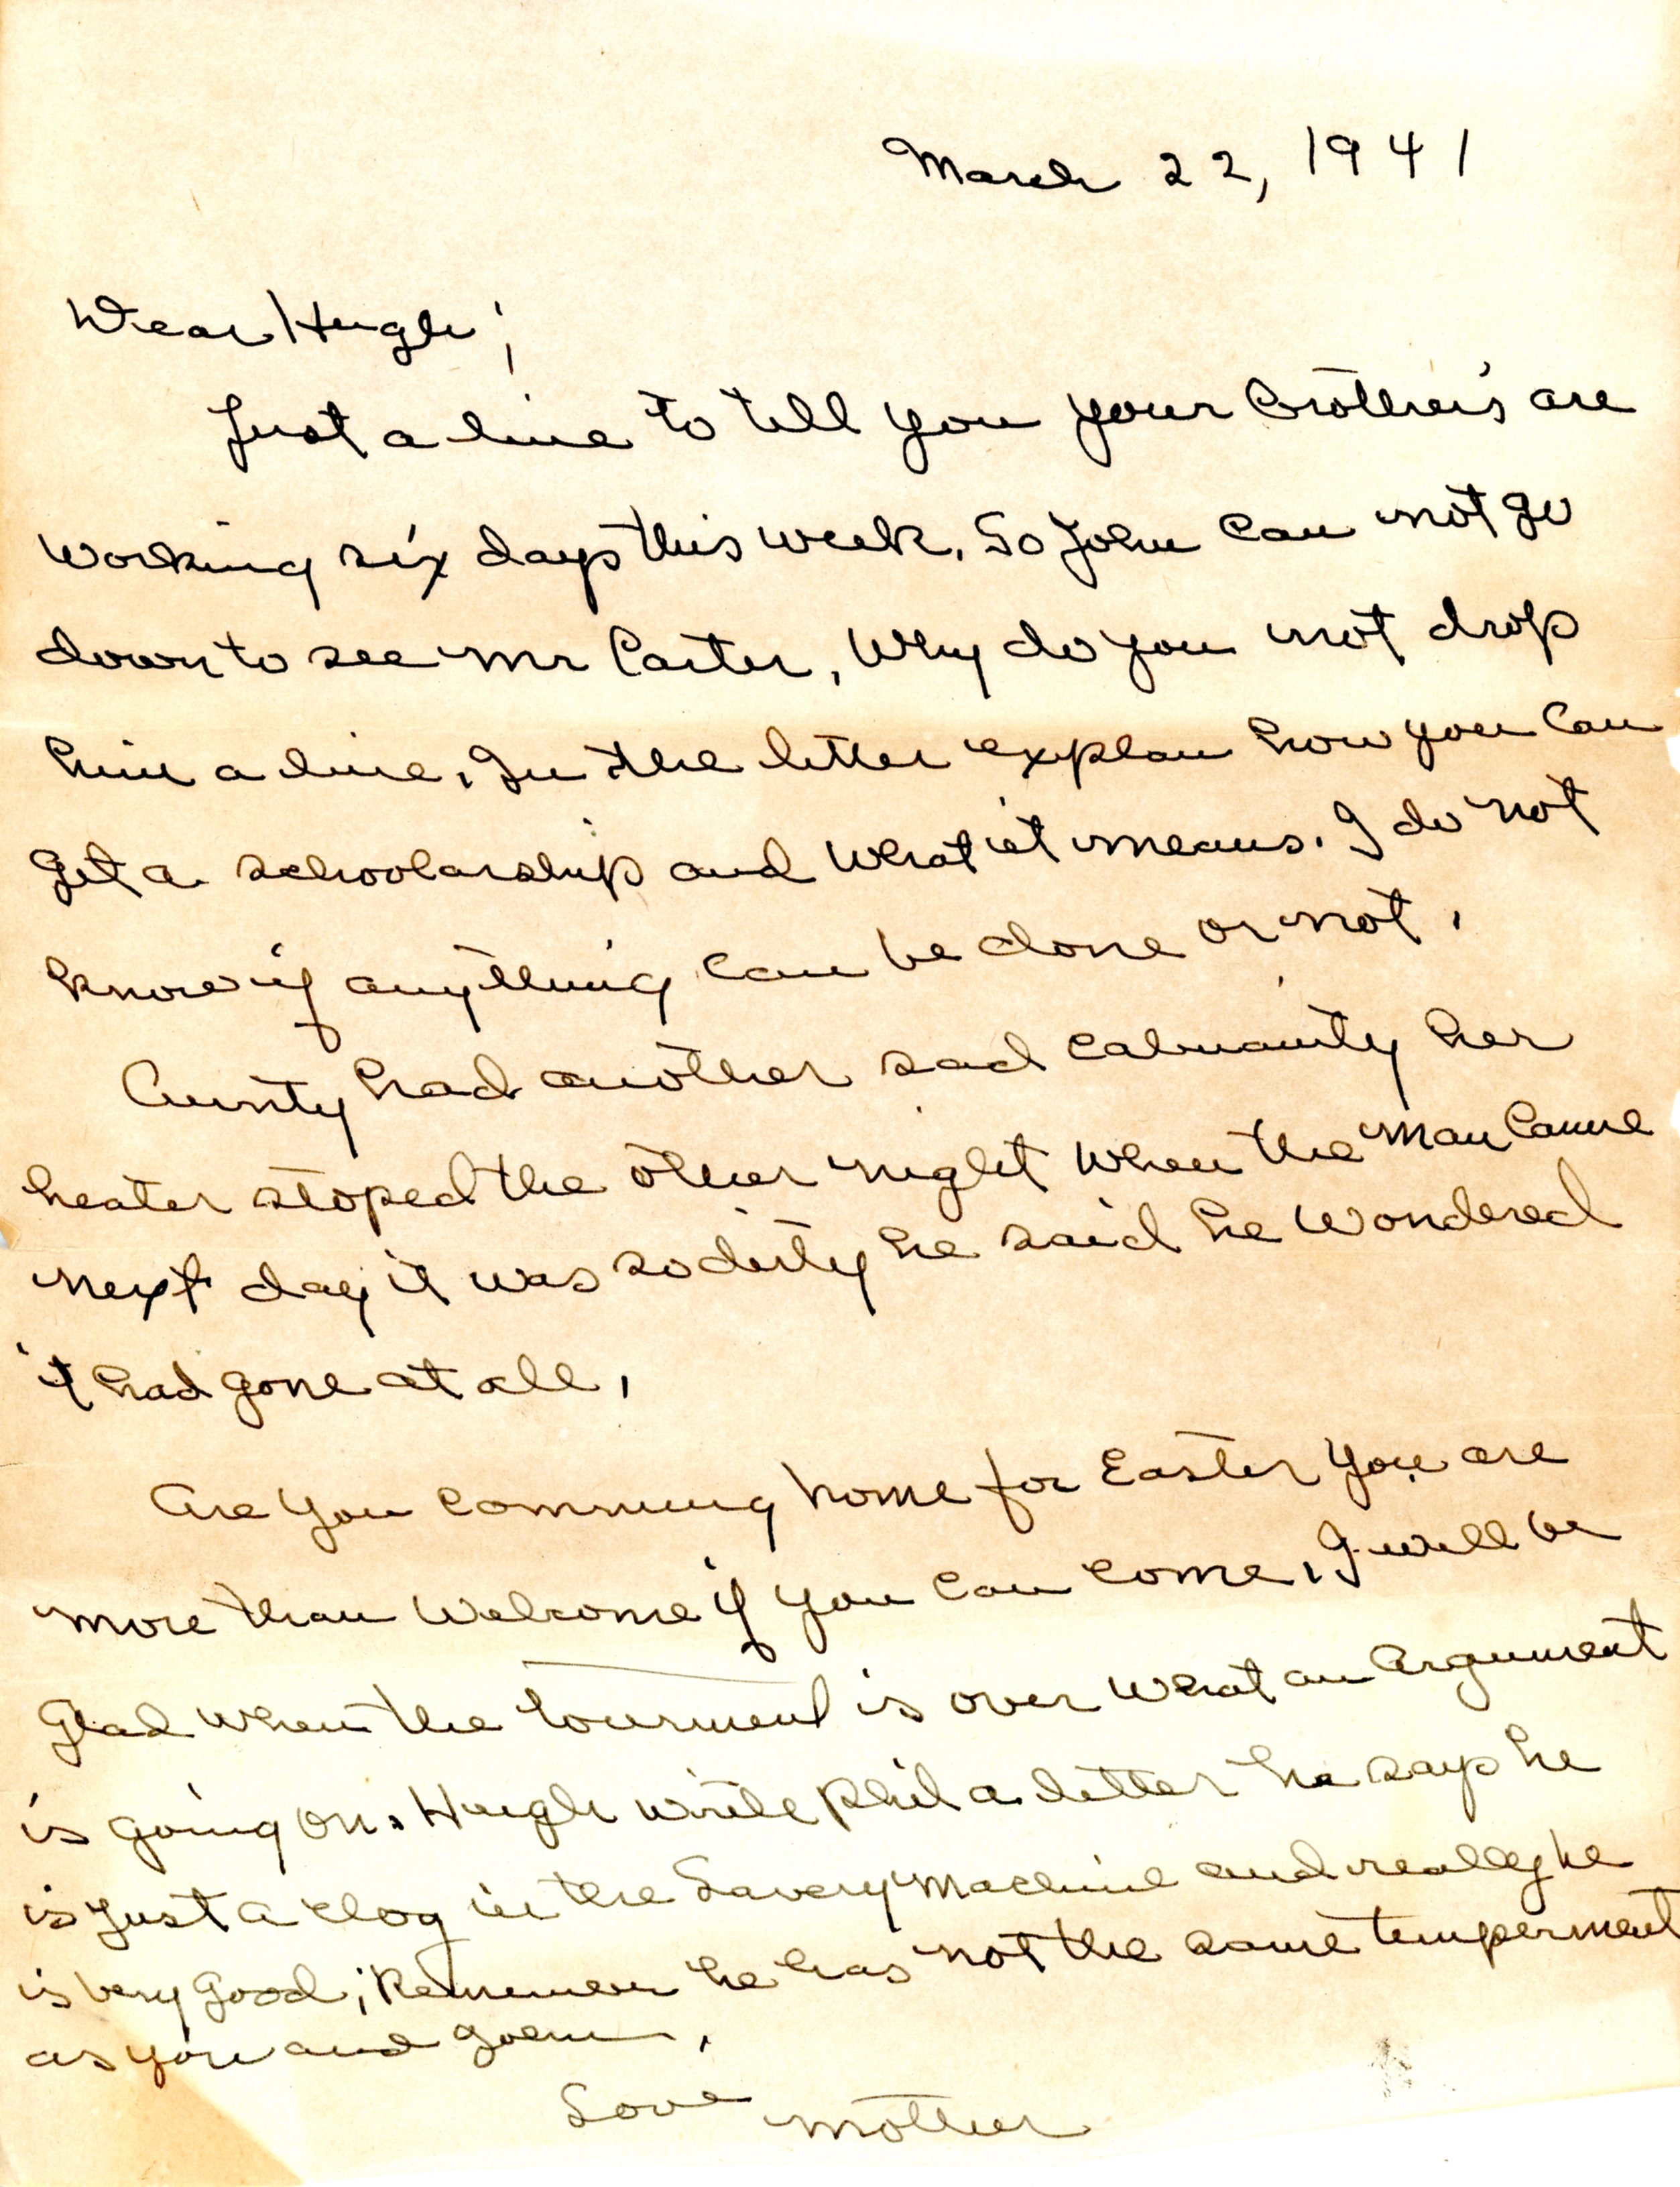 March 22, 1941
Dear Hugh;
Just a line to tell you your brother's are
working six days this week. So John can not go
down to see Mr Carter. Why do you not drop
him a line. In the letter explan how you can
get a schoolarship and what it means. I do not
know if anything can be done or not.
Aunty had another sad calmanity her
heater stoped the other night when the man came
next day it was so dirty he said he wondered
it had gone at all.
Are you comming home for Easter you are
more than welcome if you can come. I will be
glad when the tourment is over what an argument
is going on. Hugh write Phil a letter he says he
is just a clog in the Savery Machine and really he
is very good; Rememer he has not the same temperment
as you and John.
Love Mother